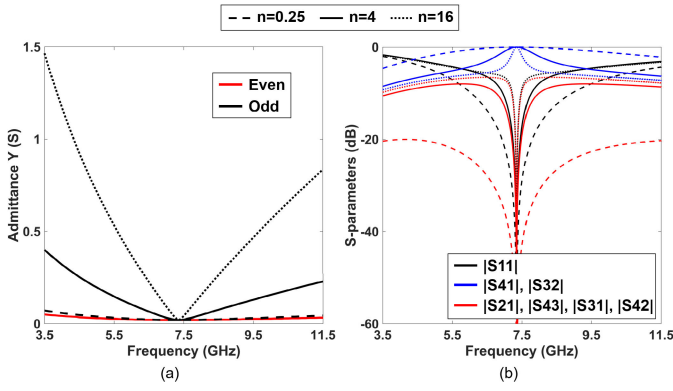 n=0.25 n=4 n=16
Admittance Y (S)
1.5
1
0.5
0
Even
Odd
3.5 5.5 7.5 9.5 11.5
Frequency (GHz)
(a)
S-parameters (dB)
0
-20
-40
-60
|S11|
|S41|, |S32|
|S21|, |S43|, |S31|, |S42|
3.5 5.5 7.5 9.5 11.5
Frequency (GHz)
(b)